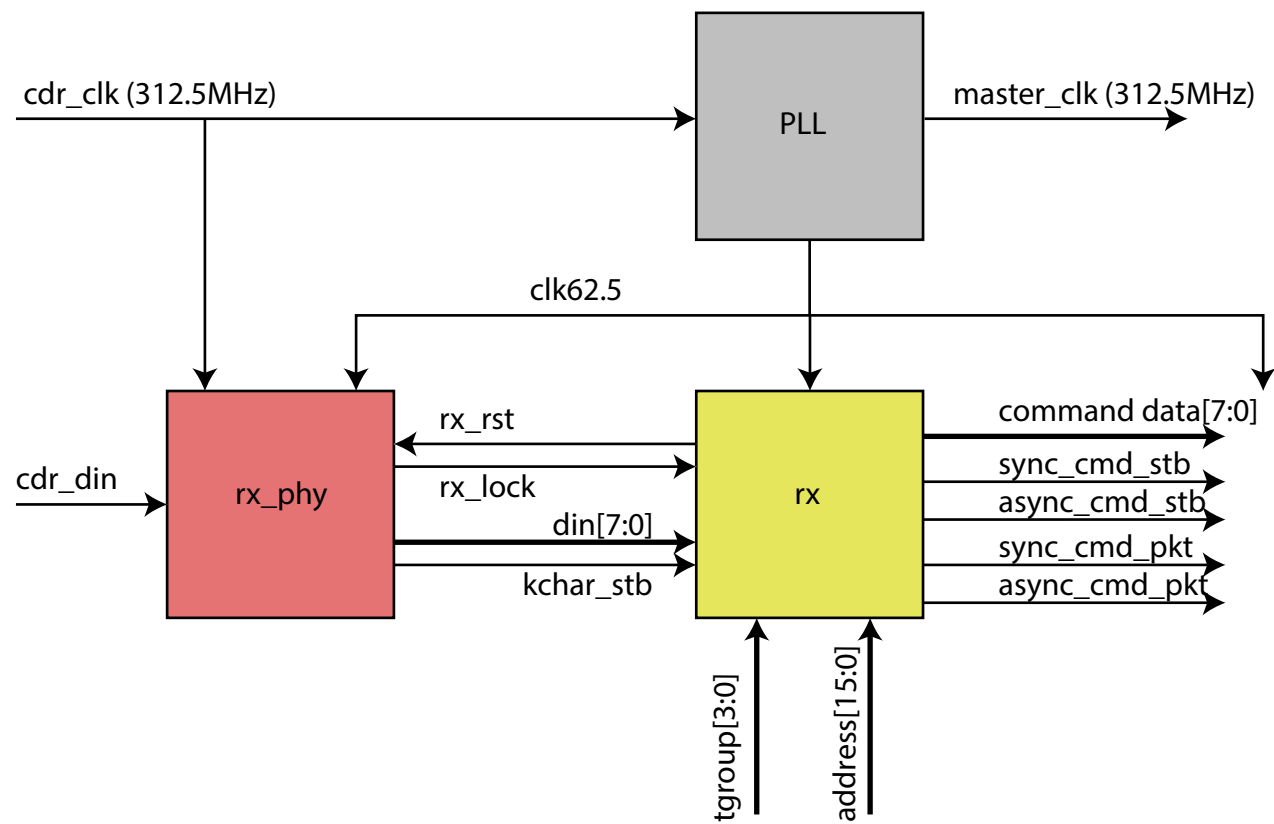 cdr_clk (312.5MHz)
master_clk (312.5MHz)
PLL
clk62.5
command data[7:0]
rx_rst
sync_cmd_stb
cdr_din
rx_lock
rx_phy
rx
async_cmd_stb
din[7:0]
sync_cmd_pkt
kchar_stb
async_cmd_pkt
tgroup[3:0]
address[15:0]